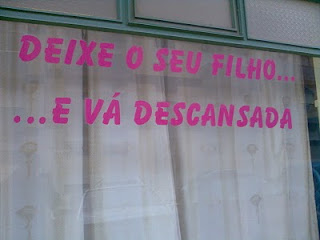 DEIXE O SEU FILHO...
...E VÁ DESCANSADA